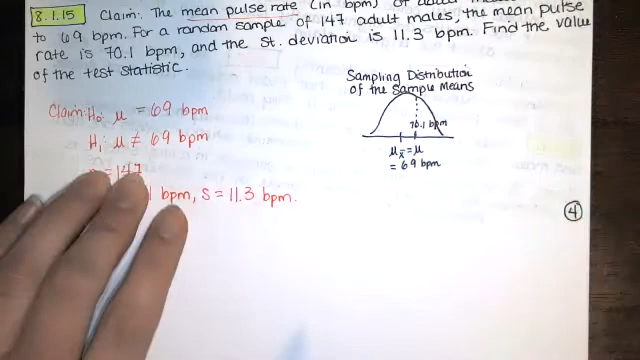 8.1.15 Claim: The mean pulse rate (in bpm) of adult males
to 69 bpm. For a random sample of 147 adult males, the mean pulse
rate is 70.1 bpm, and the st. deviation is 11.3 bpm. Find the value
of the test statistic.
Sampling Distribution
of the Sample Means
Claim: H₀: μ = 69 bpm
H₁: μ ≠ 69 bpm
= 147
1 bpm, s = 11.3 bpm.
70.1 bpm
μx̄ = μ
= 69 bpm
4